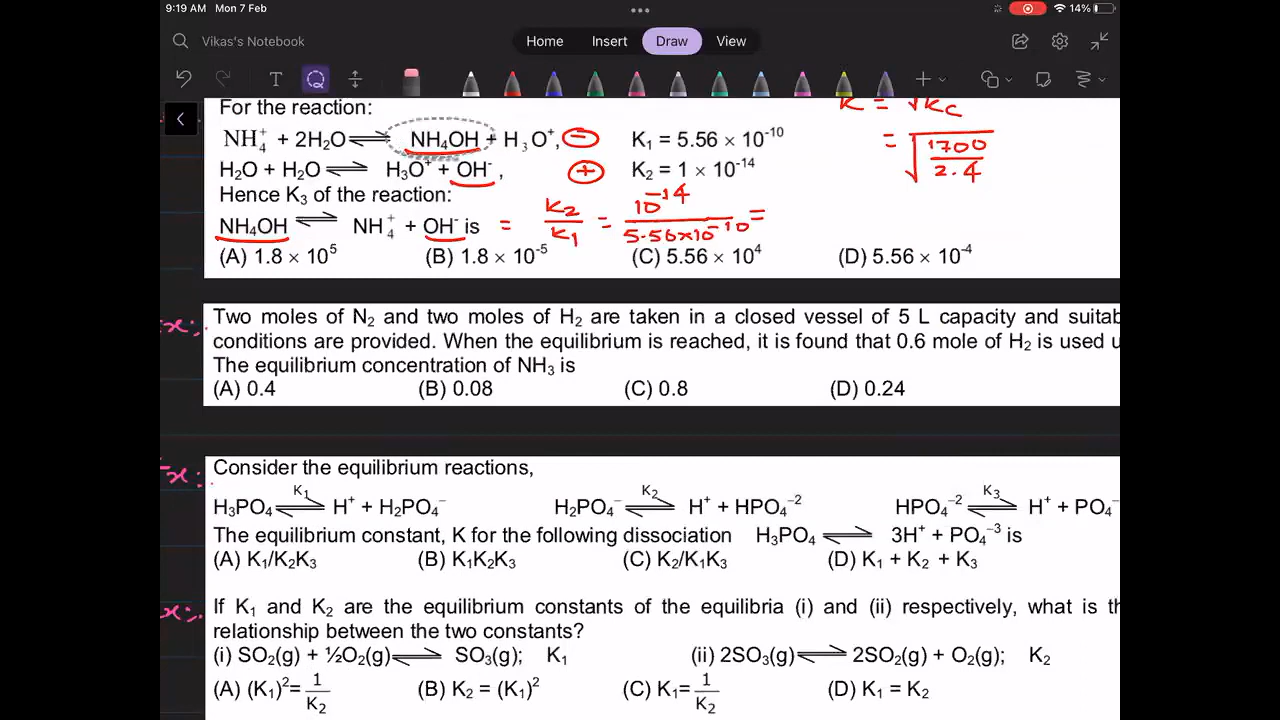 9:19 AM Mon 7 Feb
14%
Vikas's Notebook
Home Insert Draw View
For the reaction:
K = √Kc
NH₄⁺ + 2H₂O ⇌ NH₄OH + H₃O⁺, − K₁ = 5.56 × 10⁻¹⁰
= √(1700/2.4)
H₂O + H₂O ⇌ H₃O⁺ + OH⁻, + K₂ = 1 × 10⁻¹⁴
Hence K₃ of the reaction:
NH₄OH ⇌ NH₄⁺ + OH⁻ is = K₂/K₁ = 10⁻¹⁴/5.56×10⁻¹⁰ =
(A) 1.8 × 10⁵ (B) 1.8 × 10⁻⁵ (C) 5.56 × 10⁴ (D) 5.56 × 10⁻⁴
x:.
Two moles of N₂ and two moles of H₂ are taken in a closed vessel of 5 L capacity and suitab
conditions are provided. When the equilibrium is reached, it is found that 0.6 mole of H₂ is used u
The equilibrium concentration of NH₃ is
(A) 0.4 (B) 0.08 (C) 0.8 (D) 0.24
x:.
Consider the equilibrium reactions,
H₃PO₄ ⇌ K₁ H⁺ + H₂PO₄⁻ H₂PO₄⁻ ⇌ K₂ H⁺ + HPO₄⁻² HPO₄⁻² ⇌ K₃ H⁺ + PO₄⁻
The equilibrium constant, K for the following dissociation H₃PO₄ ⇌ 3H⁺ + PO₄⁻³ is
(A) K₁/K₂K₃ (B) K₁K₂K₃ (C) K₂/K₁K₃ (D) K₁ + K₂ + K₃
x:.
If K₁ and K₂ are the equilibrium constants of the equilibria (i) and (ii) respectively, what is th
relationship between the two constants?
(i) SO₂(g) + ½O₂(g) ⇌ SO₃(g); K₁ (ii) 2SO₃(g) ⇌ 2SO₂(g) + O₂(g); K₂
(A) (K₁)²= 1/K₂ (B) K₂ = (K₁)² (C) K₁= 1/K₂ (D) K₁ = K₂